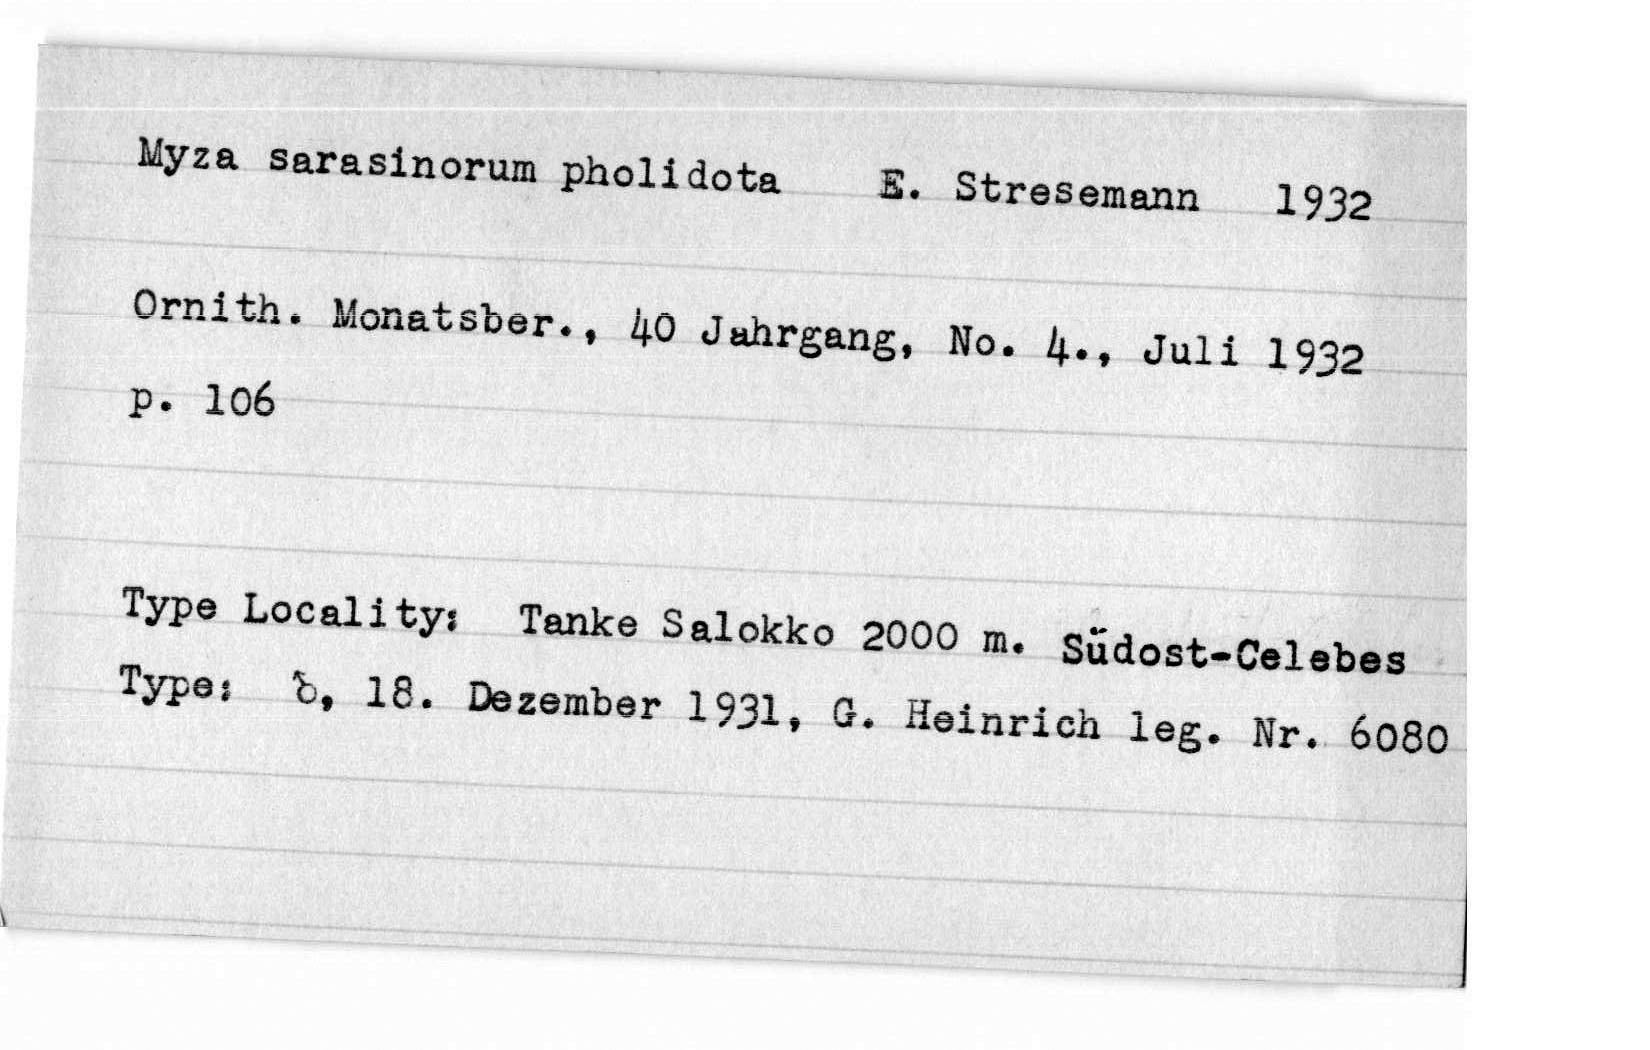 Myza sarasinorum pholidota E. Stresemann 1932
Ornith. Monatsber., 40 Jahrgang, No. 4., Juli 1932
p. 106
Type Locality: Tanke Salokko 2000 m. Südost-Celebes
Type: ♂, 18. Dezember 1931, G. Heinrich leg. Nr. 6080